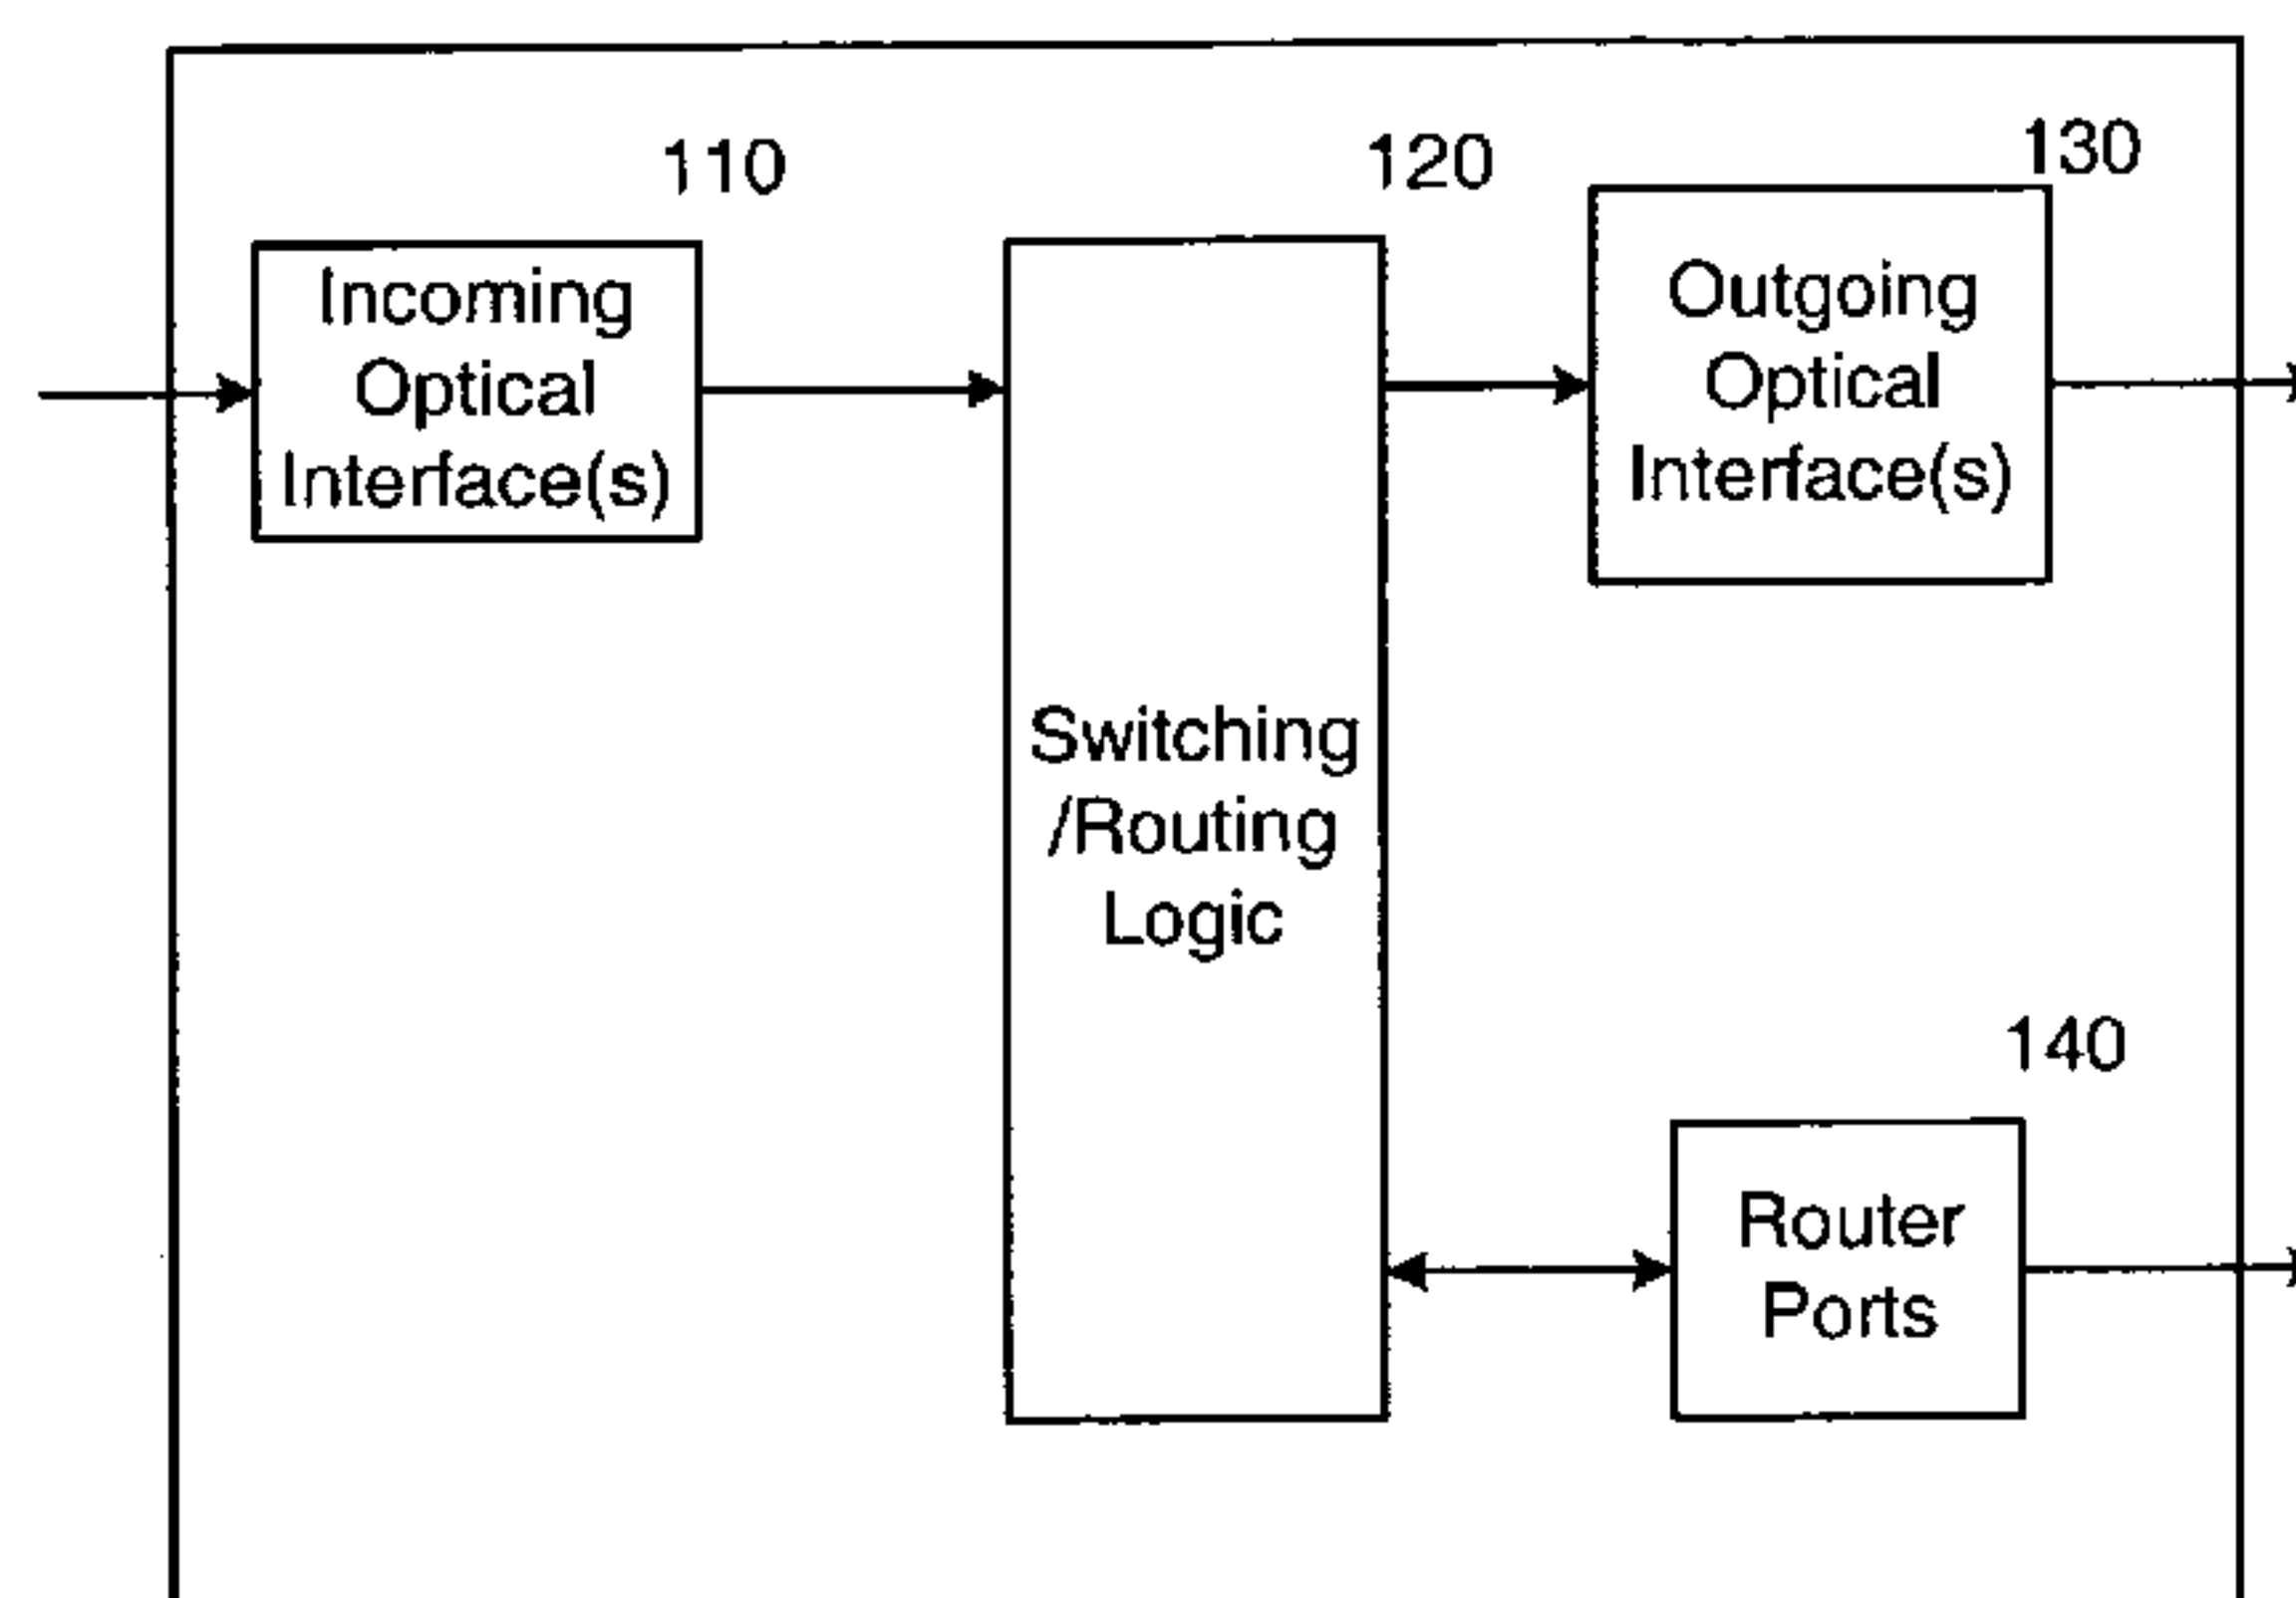 110
Incoming
Optical
Interface(s)
120
Switching
/Routing
Logic
130
Outgoing
Optical
Interface(s)
140
Router
Ports